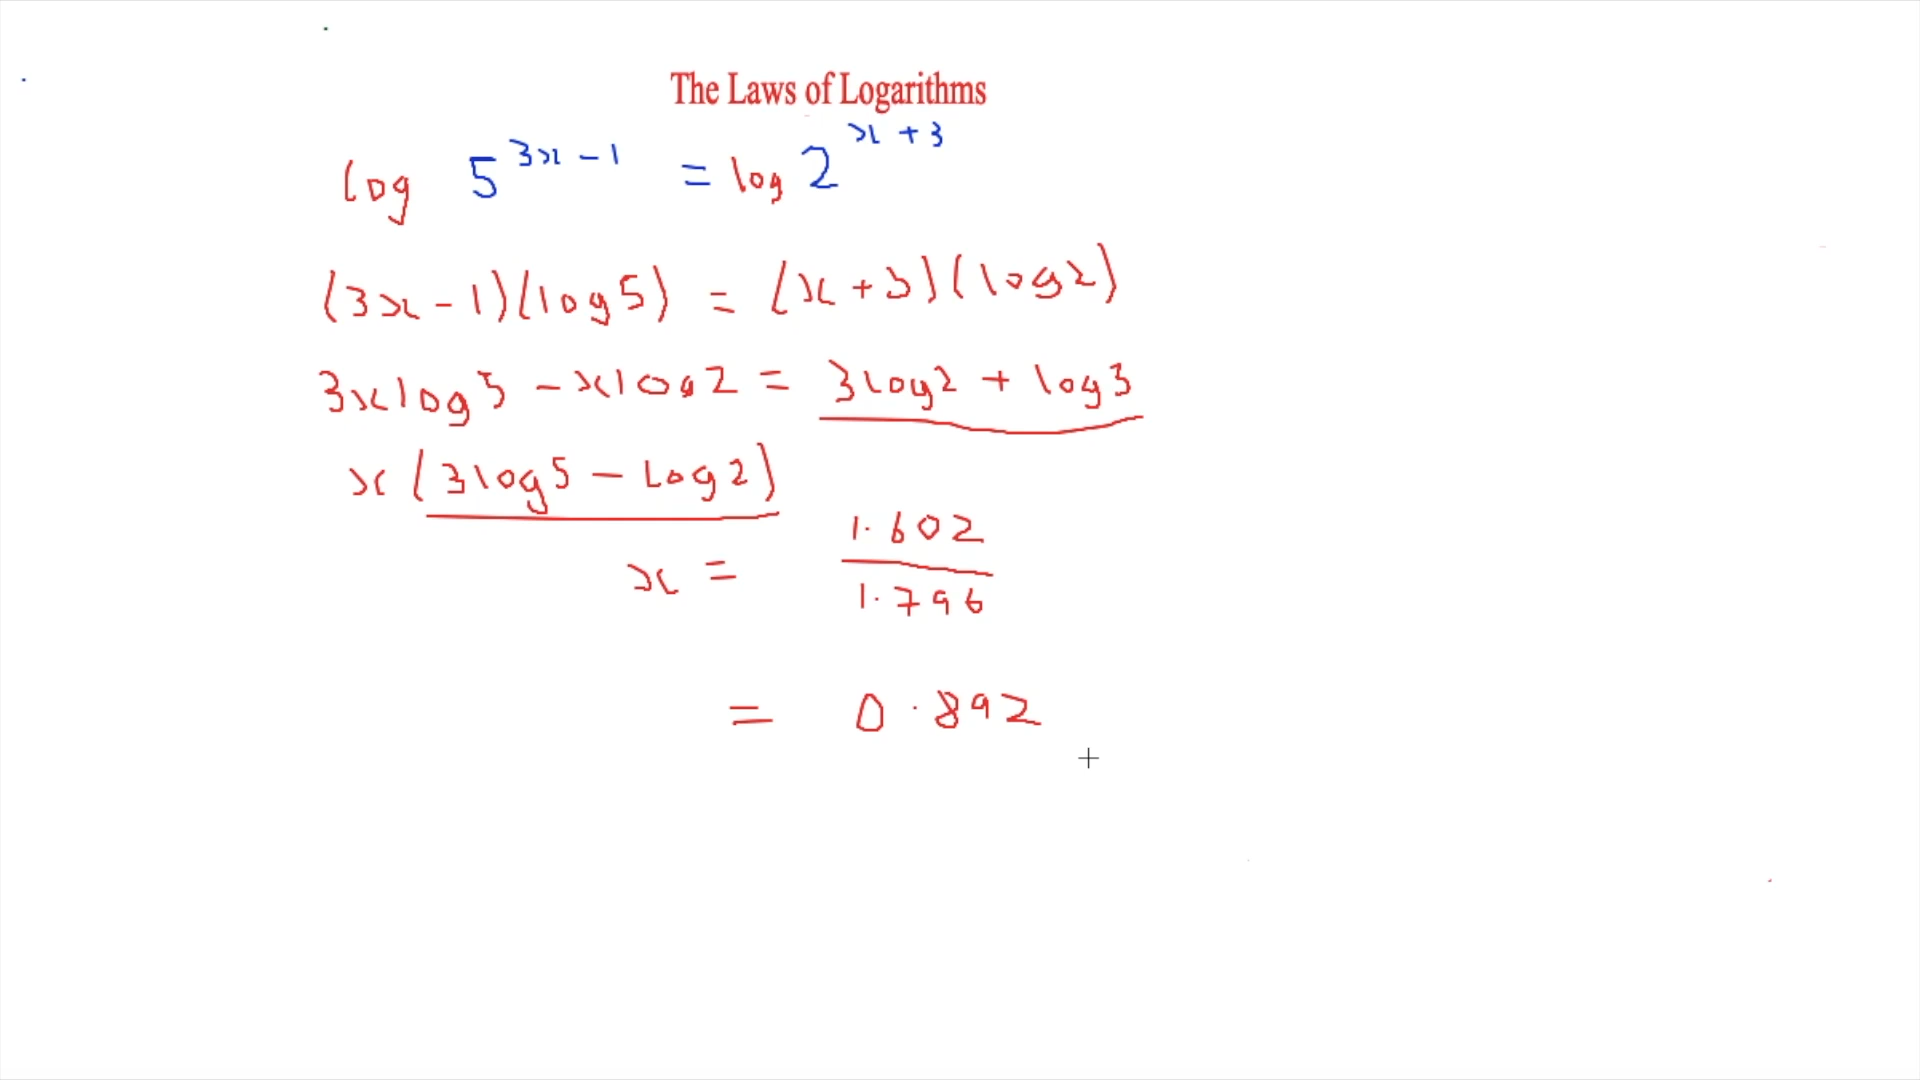 The Laws of Logarithms
log 5^(3x - 1) = log 2^(x + 3)
(3x - 1)(log5) = (x + 3)(log2)
3xlog5 - xlog2 = 3log2 + log3
x(3log5 - log2)
x = 1.602/1.796
= 0.892